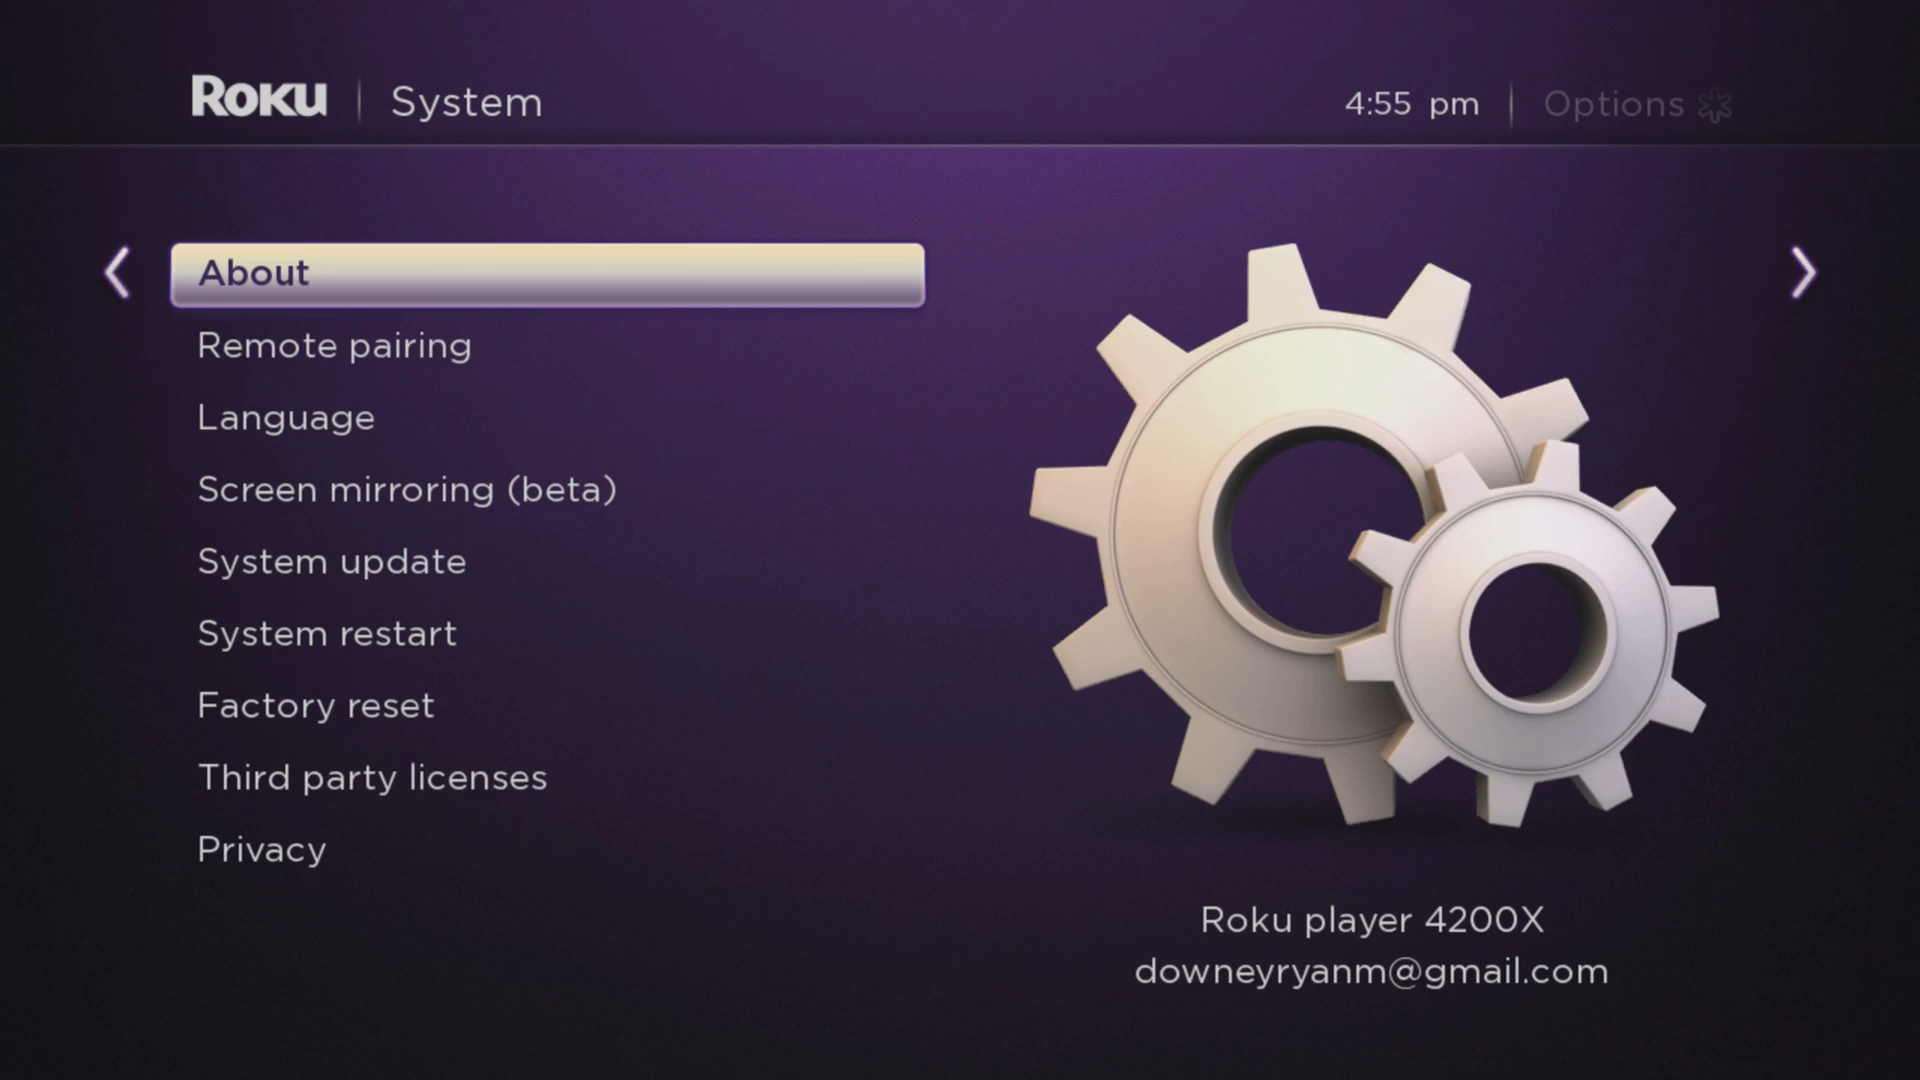 Roku System 4:55 pm Options
About
Remote pairing
Language
Screen mirroring (beta)
System update
System restart
Factory reset
Third party licenses
Privacy
Roku player 4200X
downeyryanm@gmail.com